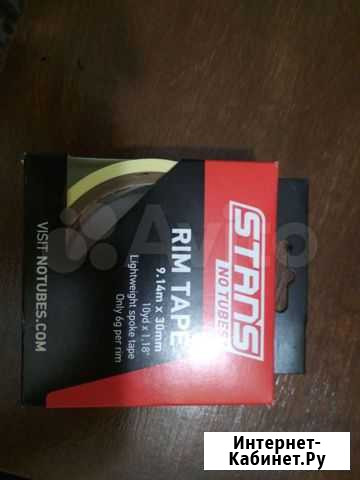 STANS
NO TUBES
RIM TAPE
9.14m x 30mm
10yd x 1.18"
Lightweight spoke tape
Only 6g per rim
VISIT NOTUBES.COM
Avito
Интернет-
Кабинет.Ру